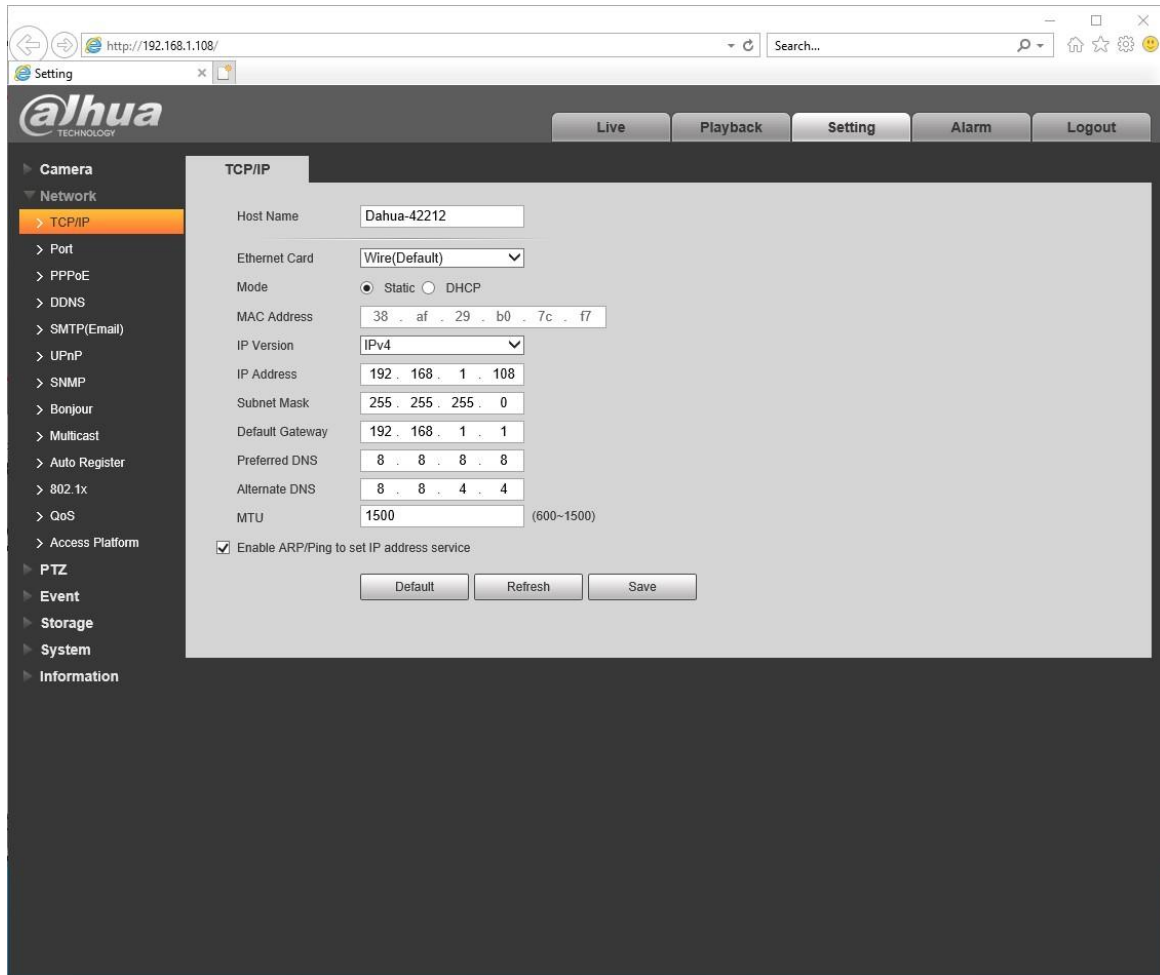 http://192.168.1.108/
Search...
Setting
alhua
TECHNOLOGY
Live
Playback
Setting
Alarm
Logout
Camera
Network
TCP/IP
Port
PPPoE
DDNS
SMTP(Email)
UPnP
SNMP
Bonjour
Multicast
Auto Register
802.1x
QoS
Access Platform
PTZ
Event
Storage
System
Information
TCP/IP
Host Name Dahua-42212
Ethernet Card Wire(Default)
Mode Static DHCP
MAC Address 38 . af . 29 . b0 . 7c . f7
IP Version IPv4
IP Address 192 . 168 . 1 . 108
Subnet Mask 255 . 255 . 255 . 0
Default Gateway 192 . 168 . 1 . 1
Preferred DNS 8 . 8 . 8 . 8
Alternate DNS 8 . 8 . 4 . 4
MTU 1500 (600~1500)
Enable ARP/Ping to set IP address service
Default Refresh Save